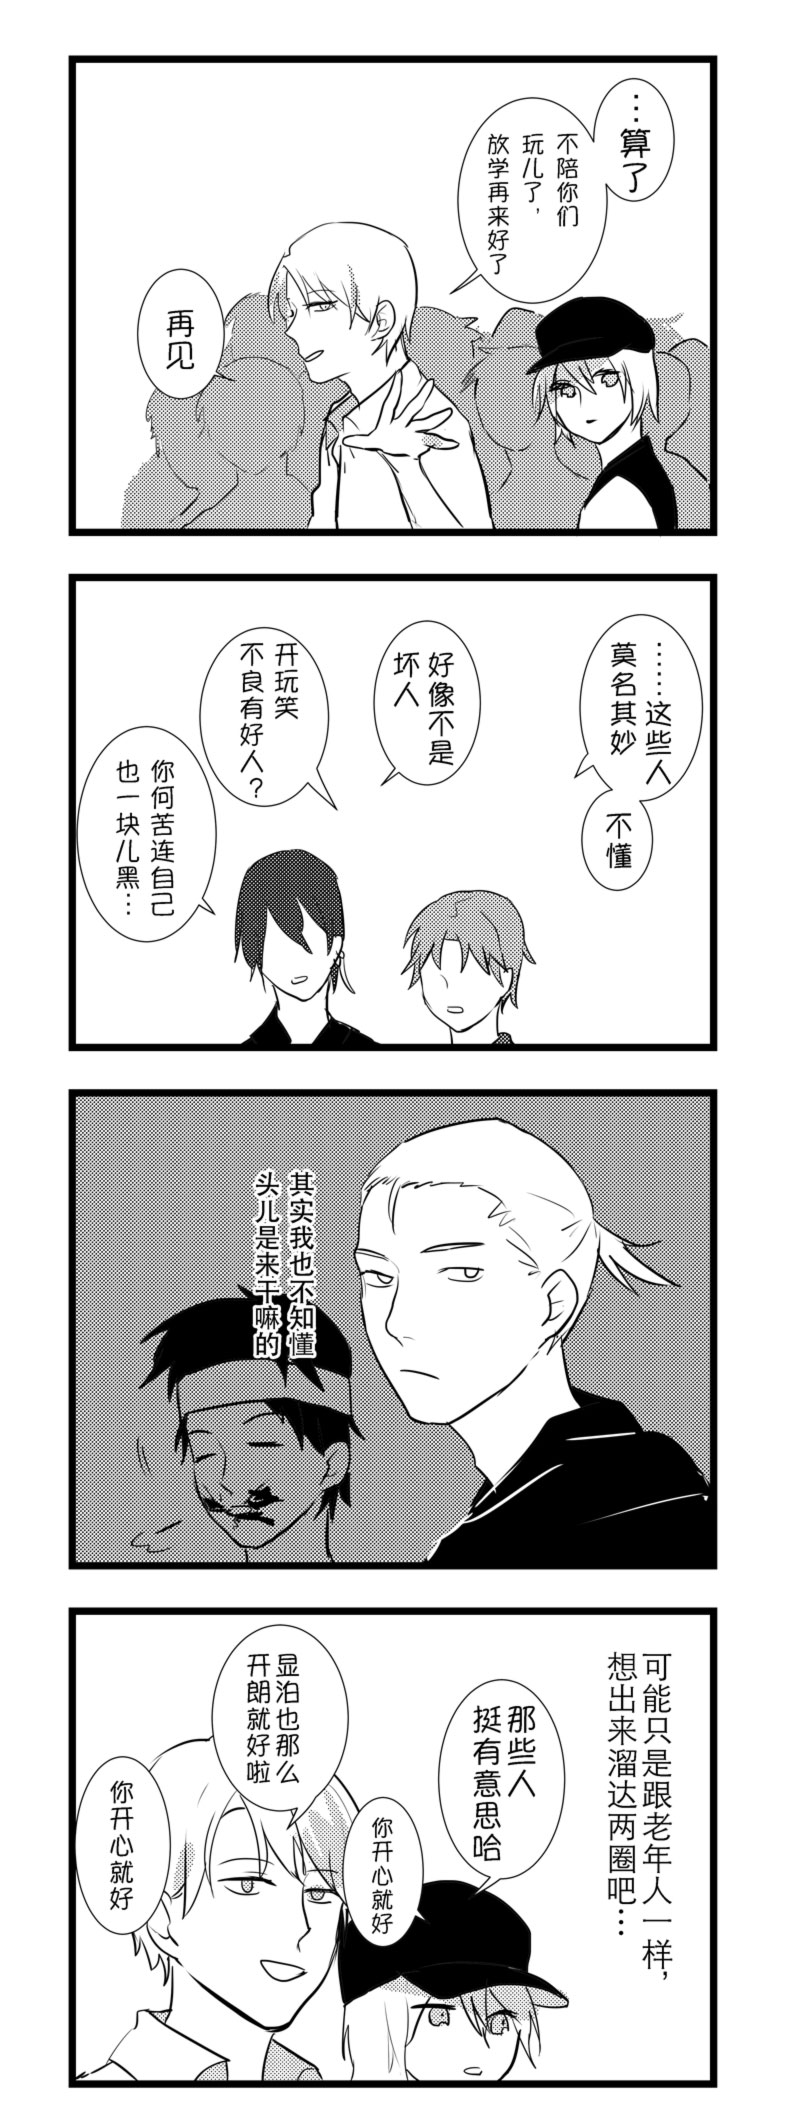 …算了
不陪你们
玩儿了，
放学再来好了
再见
……这些人
莫名其妙
不懂
好像不是
坏人
开玩笑
不良有好人？
你何苦连自己
也一块儿黑…
其实我也不知懂
头儿是来干嘛的
可能只是跟老年人一样，
想出来溜达两圈吧…
那些人
挺有意思哈
显泊也那么
开朗就好啦
你开心就好
你开心就好